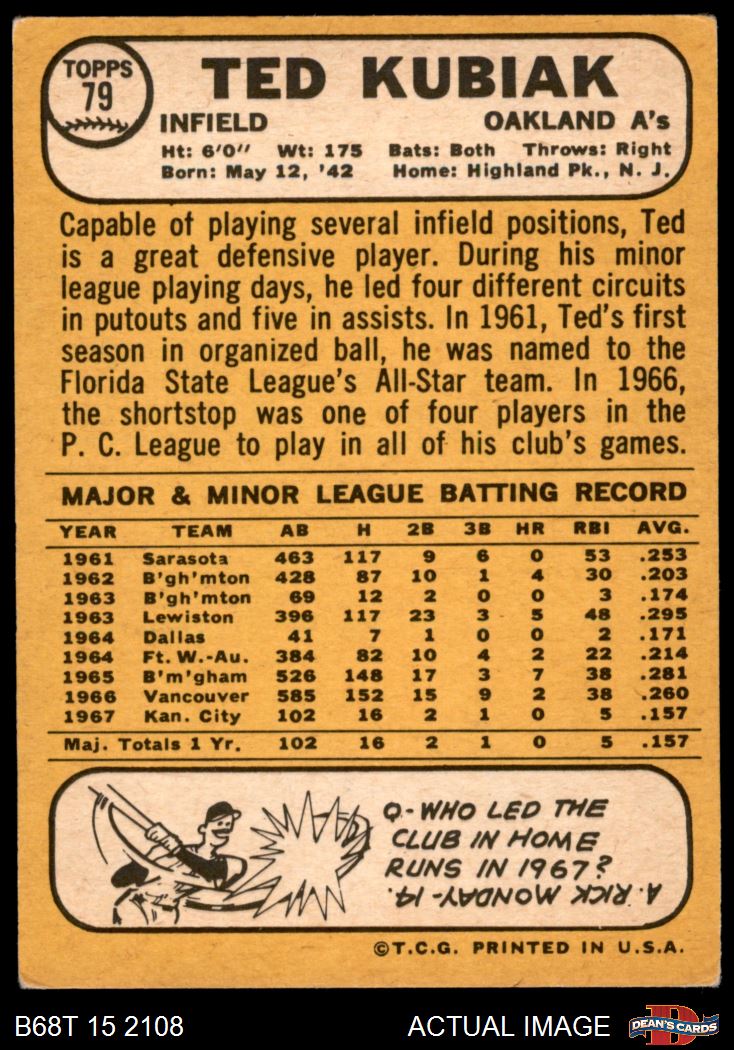 TOPPS
79
TED KUBIAK
INFIELD OAKLAND A's
Ht: 6'0" Wt: 175 Bats: Both Throws: Right
Born: May 12, '42 Home: Highland Pk., N. J.
Capable of playing several infield positions, Ted
is a great defensive player. During his minor
league playing days, he led four different circuits
in putouts and five in assists. In 1961, Ted's first
season in organized ball, he was named to the
Florida State League's All-Star team. In 1966,
the shortstop was one of four players in the
P. C. League to play in all of his club's games.
MAJOR & MINOR LEAGUE BATTING RECORD
YEAR TEAM AB H 2B 3B HR RBI AVG.
1961 Sarasota 463 117 9 6 0 53 .253
1962 B'gh'mton 428 87 10 1 4 30 .203
1963 B'gh'mton 69 12 2 0 0 3 .174
1963 Lewiston 396 117 23 3 5 48 .295
1964 Dallas 41 7 1 0 0 2 .171
1964 Ft. W.-Au. 384 82 10 4 2 22 .214
1965 B'm'gham 526 148 17 3 7 38 .281
1966 Vancouver 585 152 15 9 2 38 .260
1967 Kan. City 102 16 2 1 0 5 .157
Maj. Totals 1 Yr. 102 16 2 1 0 5 .157
Q-WHO LED THE
CLUB IN HOME
RUNS IN 1967?
A. RICK MONDAY-14.
©T.C.G. PRINTED IN U.S.A.
B68T 15 2108 ACTUAL IMAGE D DEAN'S CARDS